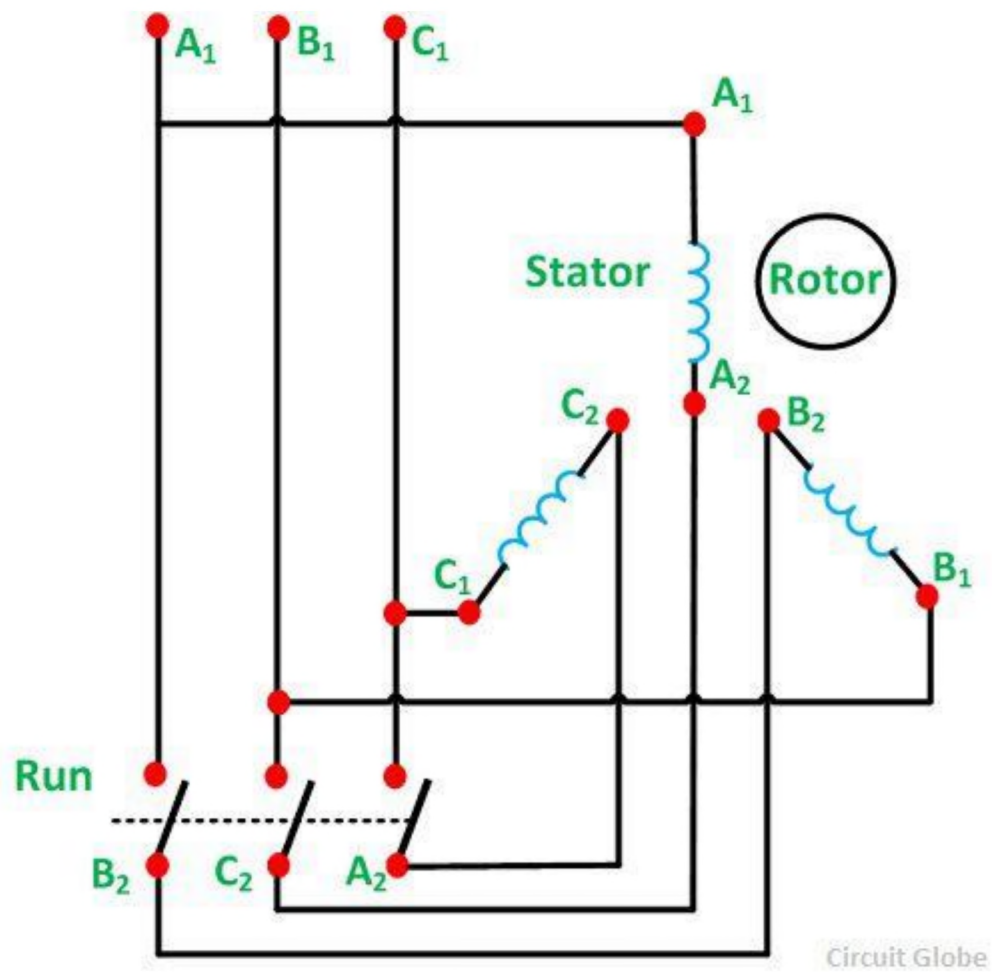 A₁ B₁ C₁
A₁
Stator
Rotor
A₂
C₂
B₂
C₁
B₁
Run
B₂ C₂ A₂
Circuit Globe